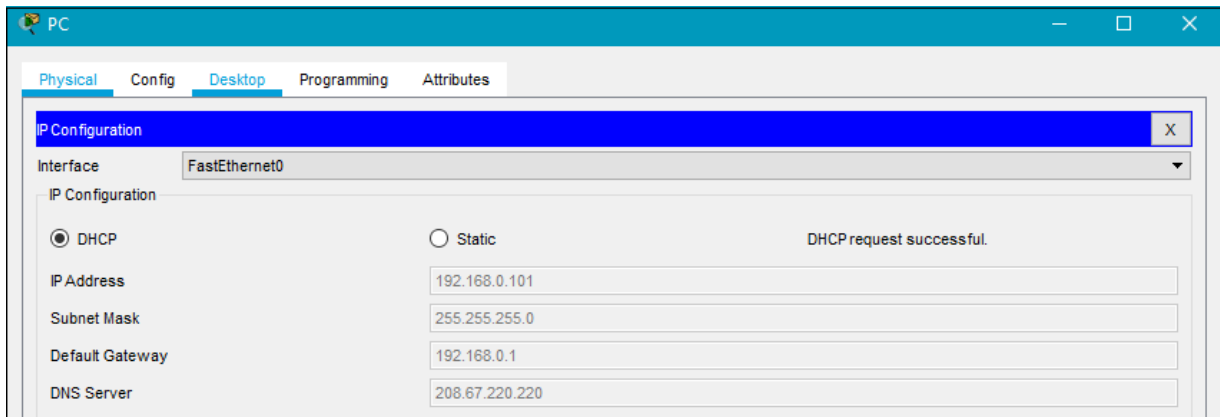 PC
Physical Config Desktop Programming Attributes
IP Configuration X
Interface FastEthernet0
IP Configuration
DHCP Static DHCP request successful.
IP Address 192.168.0.101
Subnet Mask 255.255.255.0
Default Gateway 192.168.0.1
DNS Server 208.67.220.220